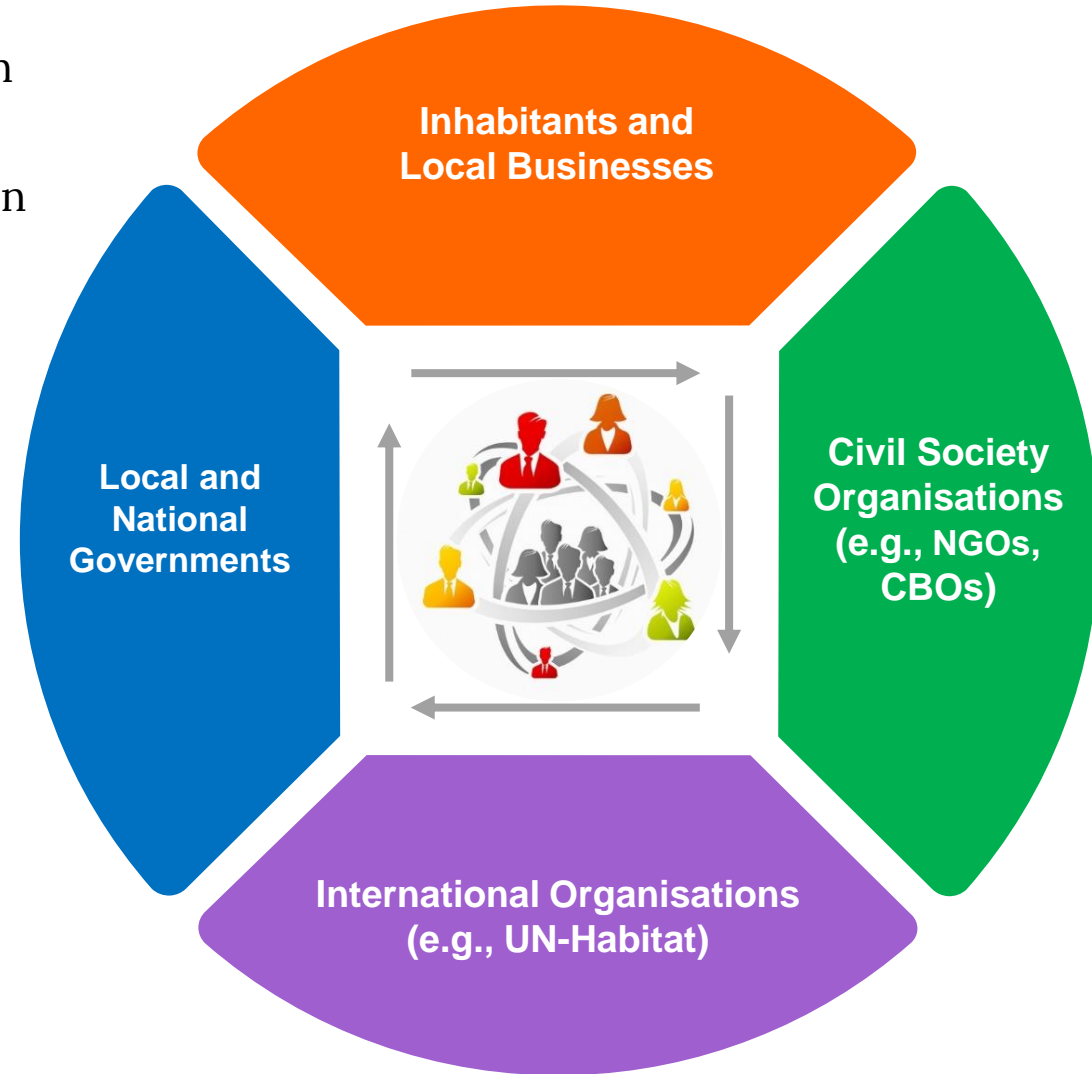 Inhabitants and
Local Businesses
Local and
National
Governments
Civil Society
Organisations
(e.g., NGOs,
CBOs)
International Organisations
(e.g., UN-Habitat)